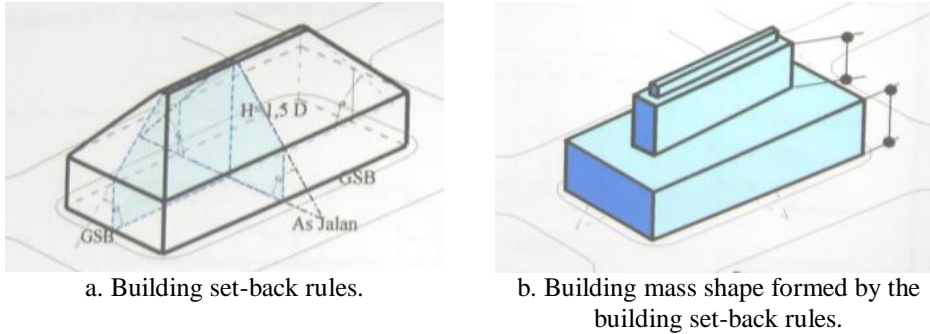 H=1,5 D
GSB
As Jalan
GSB
a. Building set-back rules.
b. Building mass shape formed by the
building set-back rules.